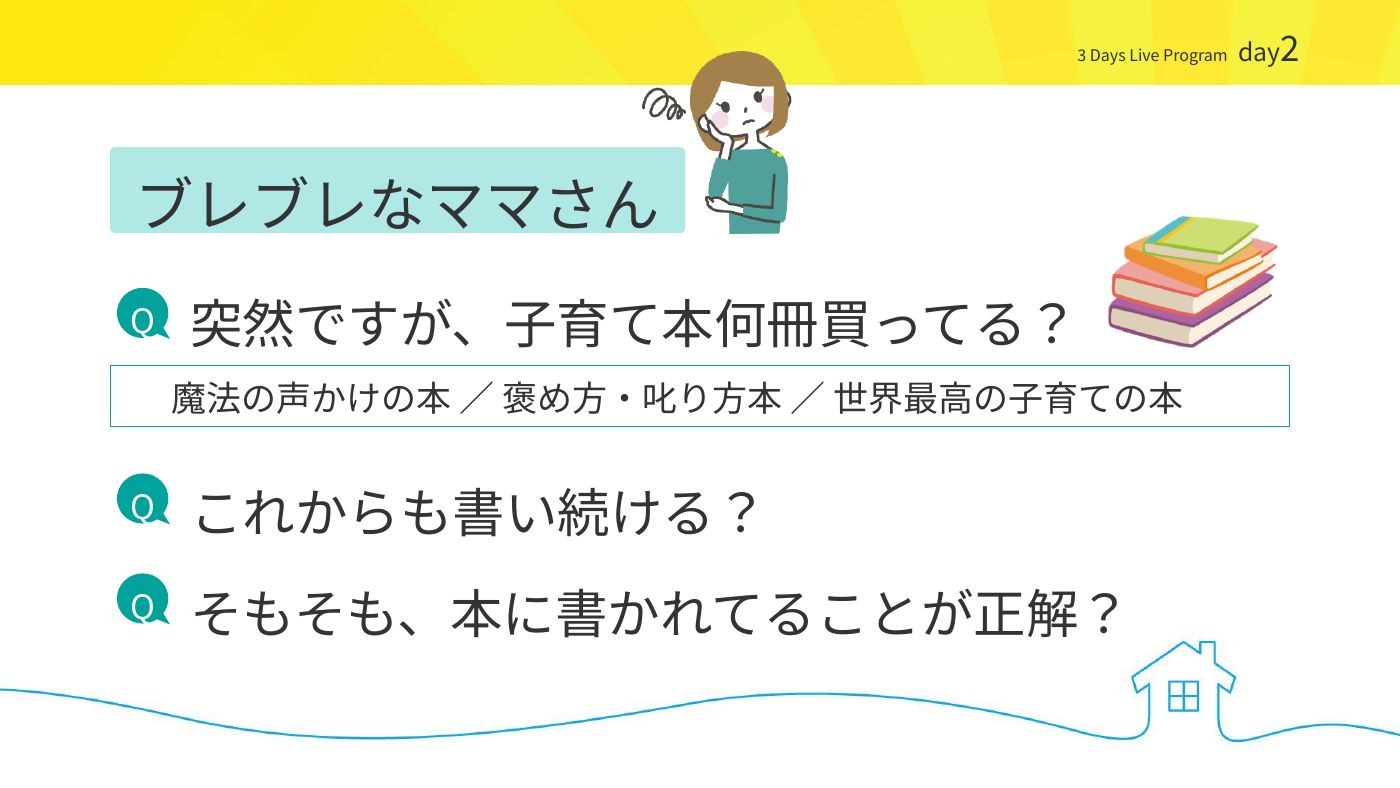 3 Days Live Program day2
ブレブレなママさん
Q 突然ですが、子育て本何冊買ってる？
魔法の声かけの本 ／ 褒め方・叱り方本 ／ 世界最高の子育ての本
Q これからも書い続ける？
Q そもそも、本に書かれてることが正解？